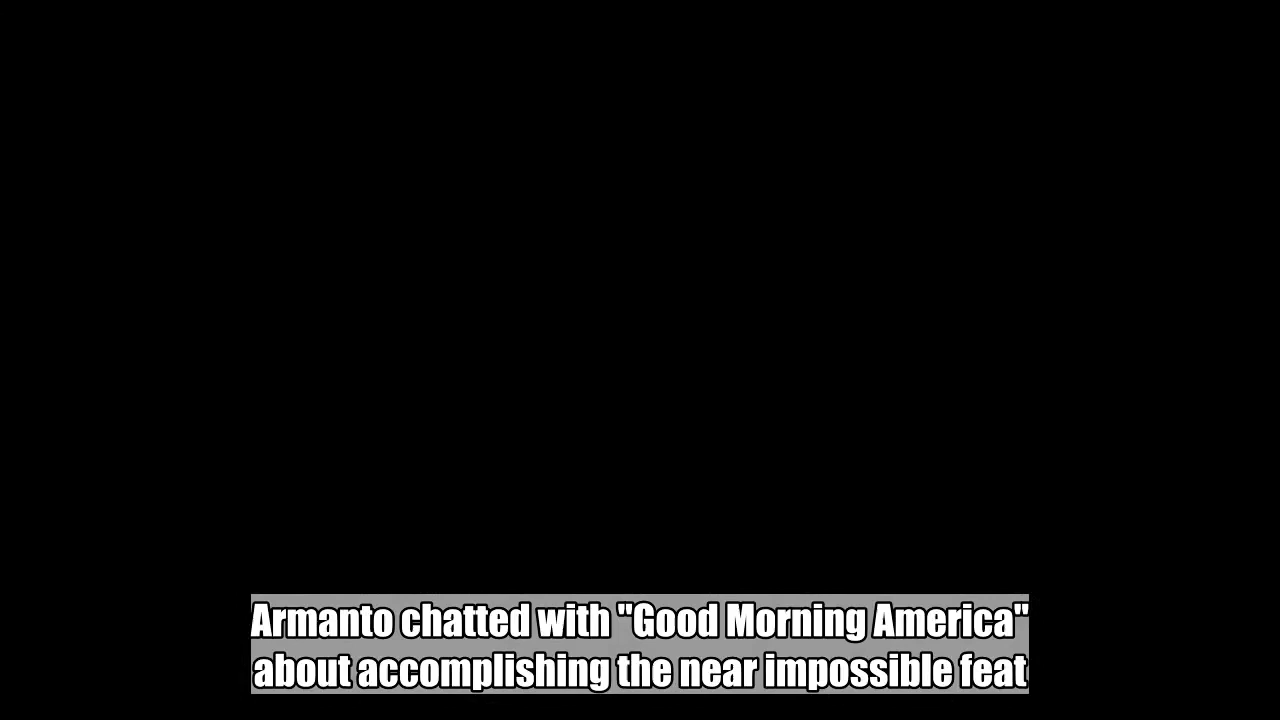 Armanto chatted with "Good Morning America"
about accomplishing the near impossible feat